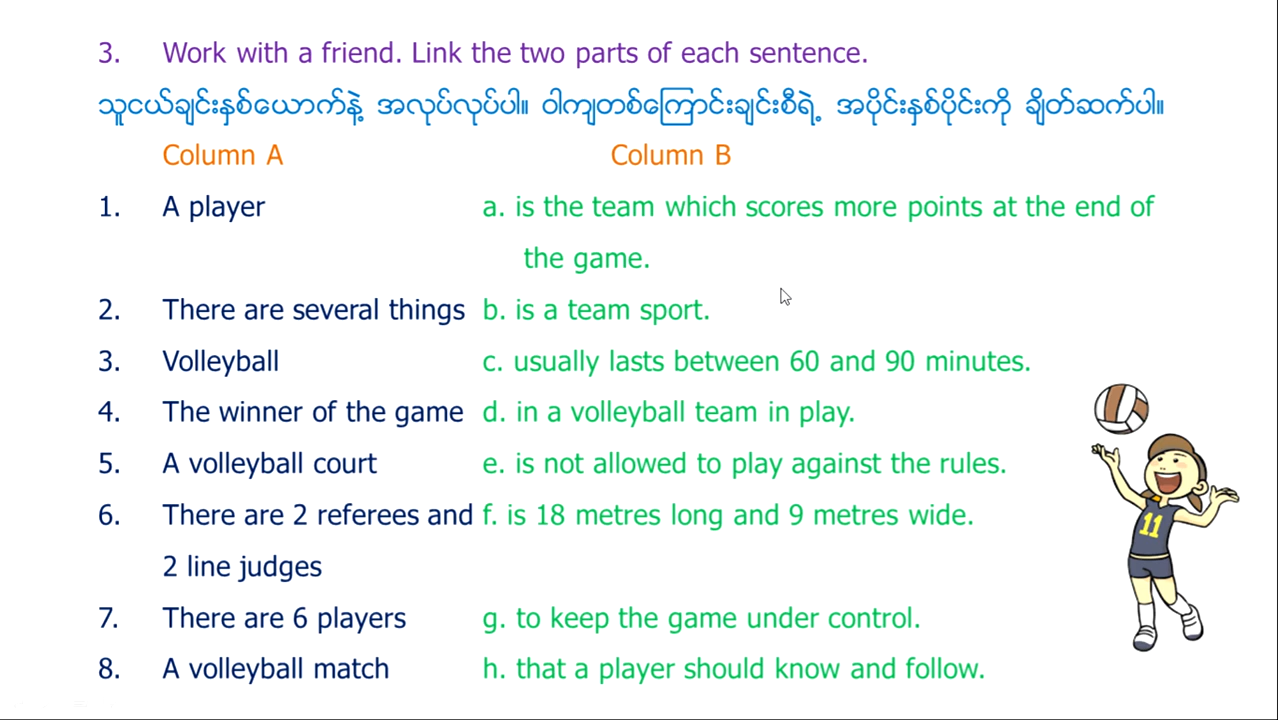 3. Work with a friend. Link the two parts of each sentence.
သူငယ်ချင်းနှစ်ယောက်နဲ့ အလုပ်လုပ်ပါ။ ဝါကျတစ်ကြောင်းချင်းစီရဲ့ အပိုင်းနှစ်ပိုင်းကို ချိတ်ဆက်ပါ။
Column A Column B
1. A player a. is the team which scores more points at the end of
the game.
2. There are several things b. is a team sport.
3. Volleyball c. usually lasts between 60 and 90 minutes.
4. The winner of the game d. in a volleyball team in play.
5. A volleyball court e. is not allowed to play against the rules.
6. There are 2 referees and f. is 18 metres long and 9 metres wide.
2 line judges
7. There are 6 players g. to keep the game under control.
8. A volleyball match h. that a player should know and follow.
11